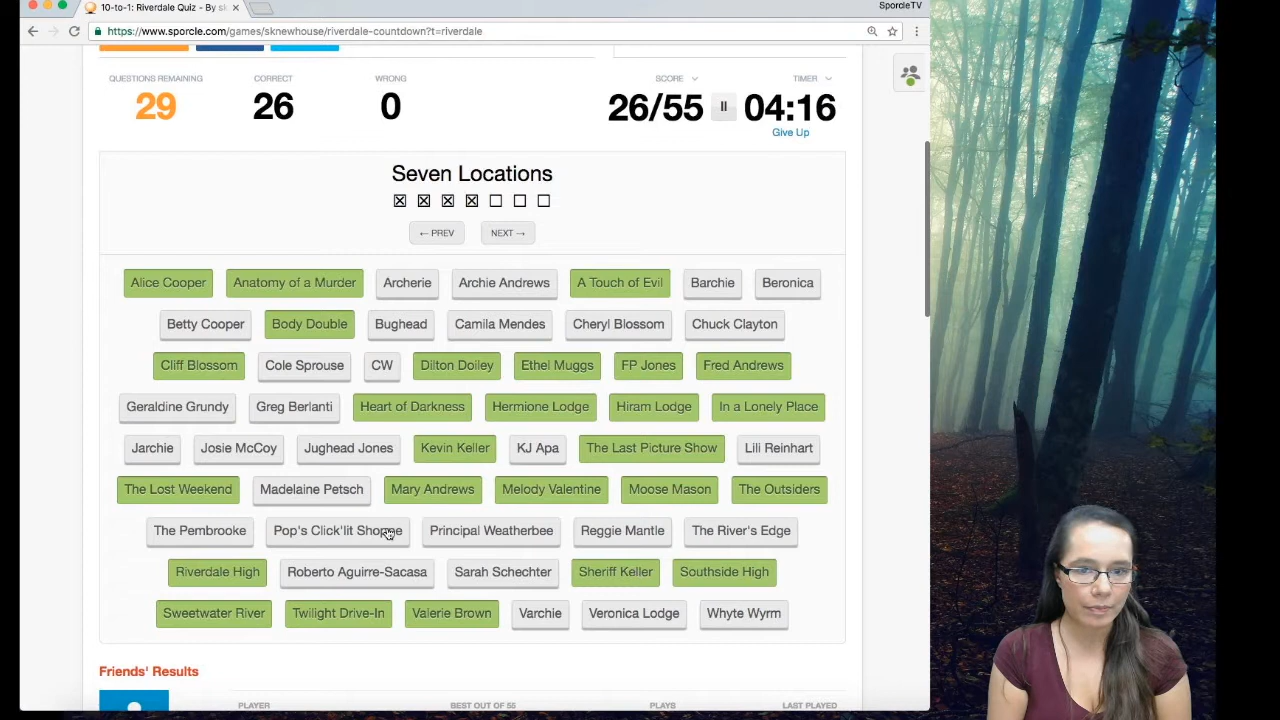 10-to-1: Riverdale Quiz - By s
SporcleTV
https://www.sporcle.com/games/sknewhouse/riverdale-countdown?t=riverdale
QUESTIONS REMAINING CORRECT WRONG SCORE TIMER
29 26 0 26/55 04:16
Give Up
Seven Locations
← PREV NEXT →
Alice Cooper Anatomy of a Murder Archerie Archie Andrews A Touch of Evil Barchie Beronica
Betty Cooper Body Double Bughead Camila Mendes Cheryl Blossom Chuck Clayton
Cliff Blossom Cole Sprouse CW Dilton Doiley Ethel Muggs FP Jones Fred Andrews
Geraldine Grundy Greg Berlanti Heart of Darkness Hermione Lodge Hiram Lodge In a Lonely Place
Jarchie Josie McCoy Jughead Jones Kevin Keller KJ Apa The Last Picture Show Lili Reinhart
The Lost Weekend Madelaine Petsch Mary Andrews Melody Valentine Moose Mason The Outsiders
The Pembrooke Pop's Click'lit Shoppe Principal Weatherbee Reggie Mantle The River's Edge
Riverdale High Roberto Aguirre-Sacasa Sarah Schechter Sheriff Keller Southside High
Sweetwater River Twilight Drive-In Valerie Brown Varchie Veronica Lodge Whyte Wyrm
Friends' Results
PLAYER BEST OUT OF 55 PLAYS LAST PLAYED